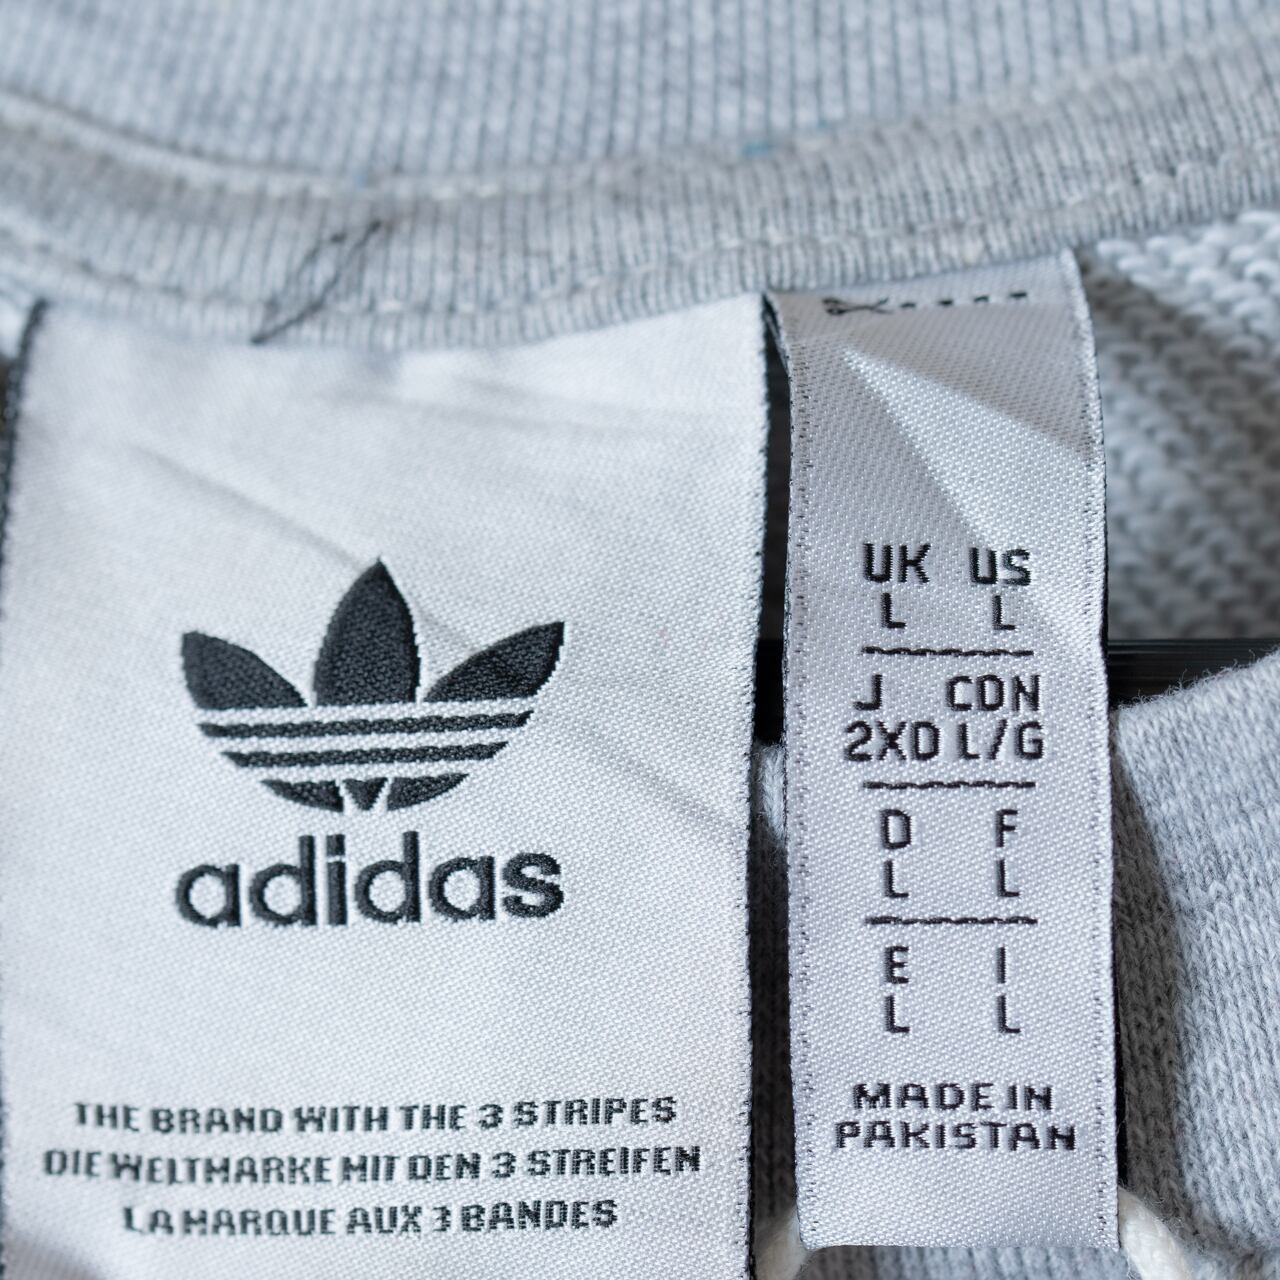 adidas
THE BRAND WITH THE 3 STRIPES
DIE WELTMARKE MIT DEN 3 STREIFEN
LA MARQUE AUX 3 BANDES
UK US
L L
J CDN
2XO L/G
D F
L L
E I
L L
MADE IN
PAKISTAN